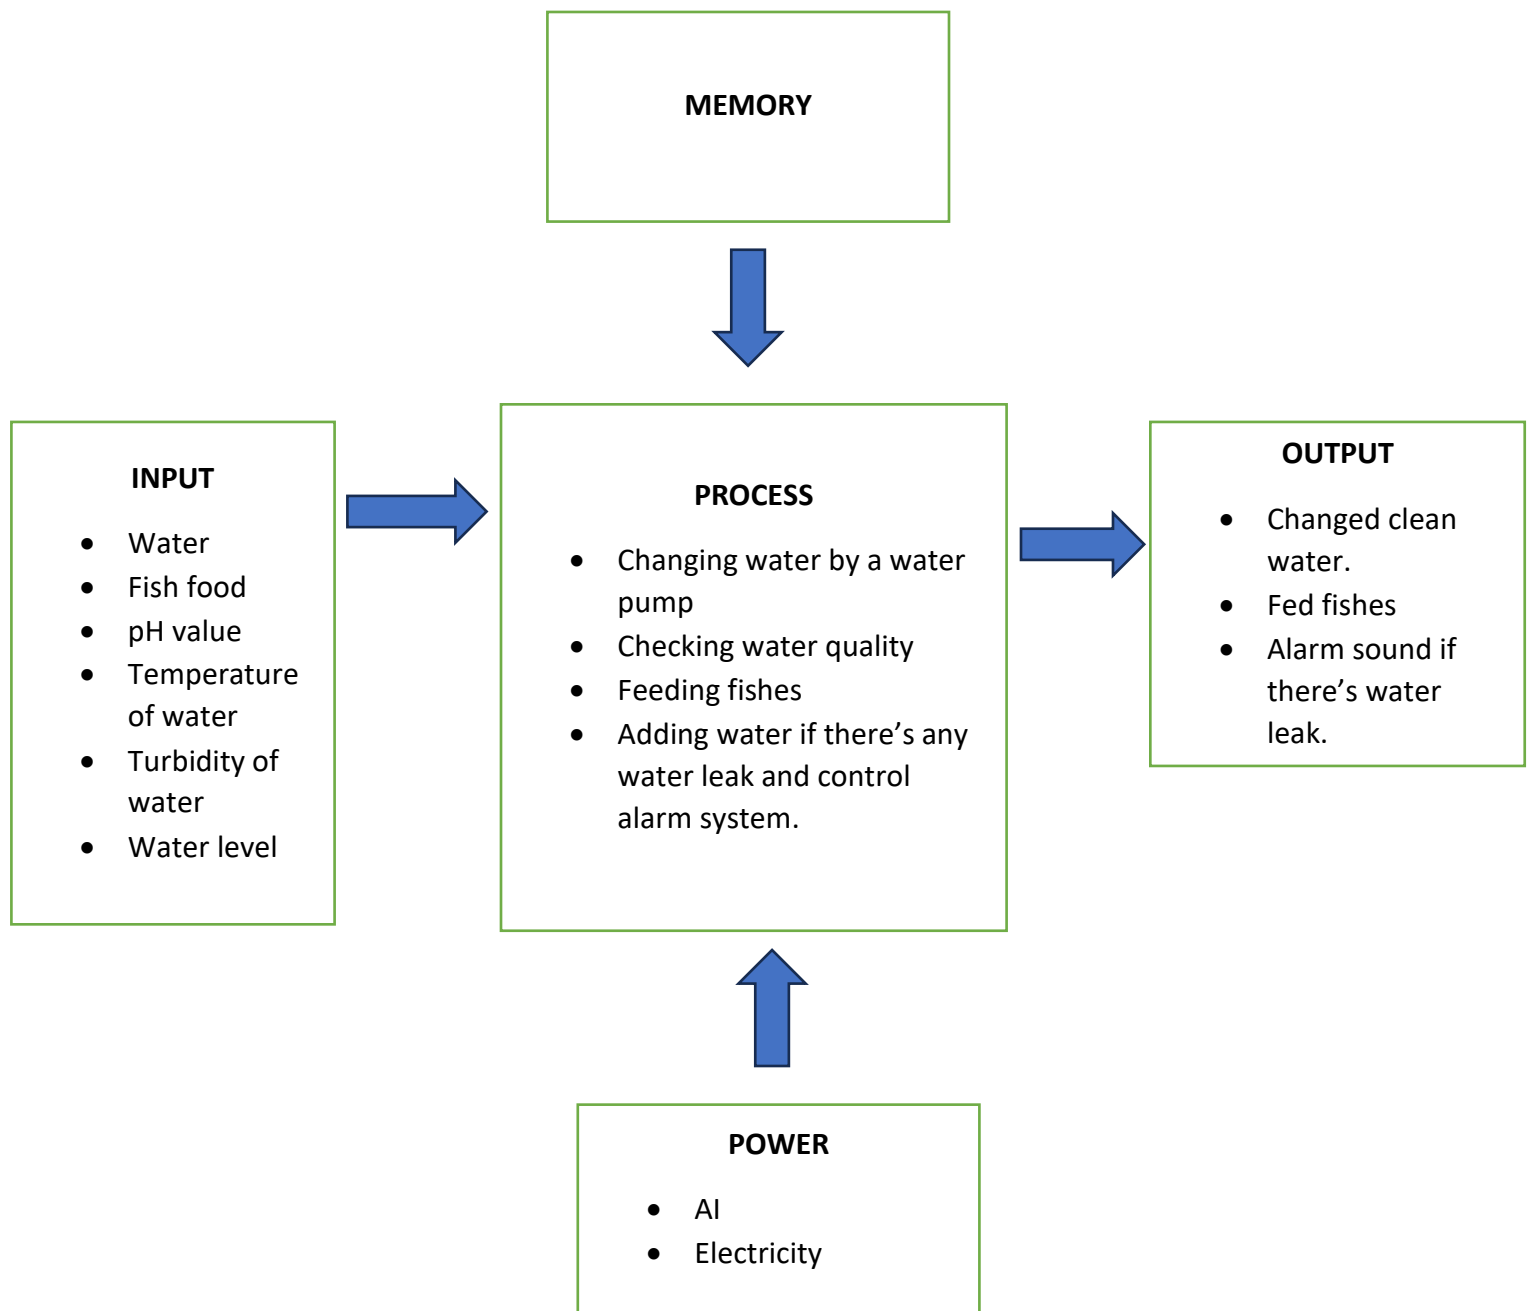 MEMORY
INPUT
• Water
• Fish food
• pH value
• Temperature
of water
• Turbidity of
water
• Water level
PROCESS
• Changing water by a water
pump
• Checking water quality
• Feeding fishes
• Adding water if there’s any
water leak and control
alarm system.
OUTPUT
• Changed clean
water.
• Fed fishes
• Alarm sound if
there’s water
leak.
POWER
• AI
• Electricity